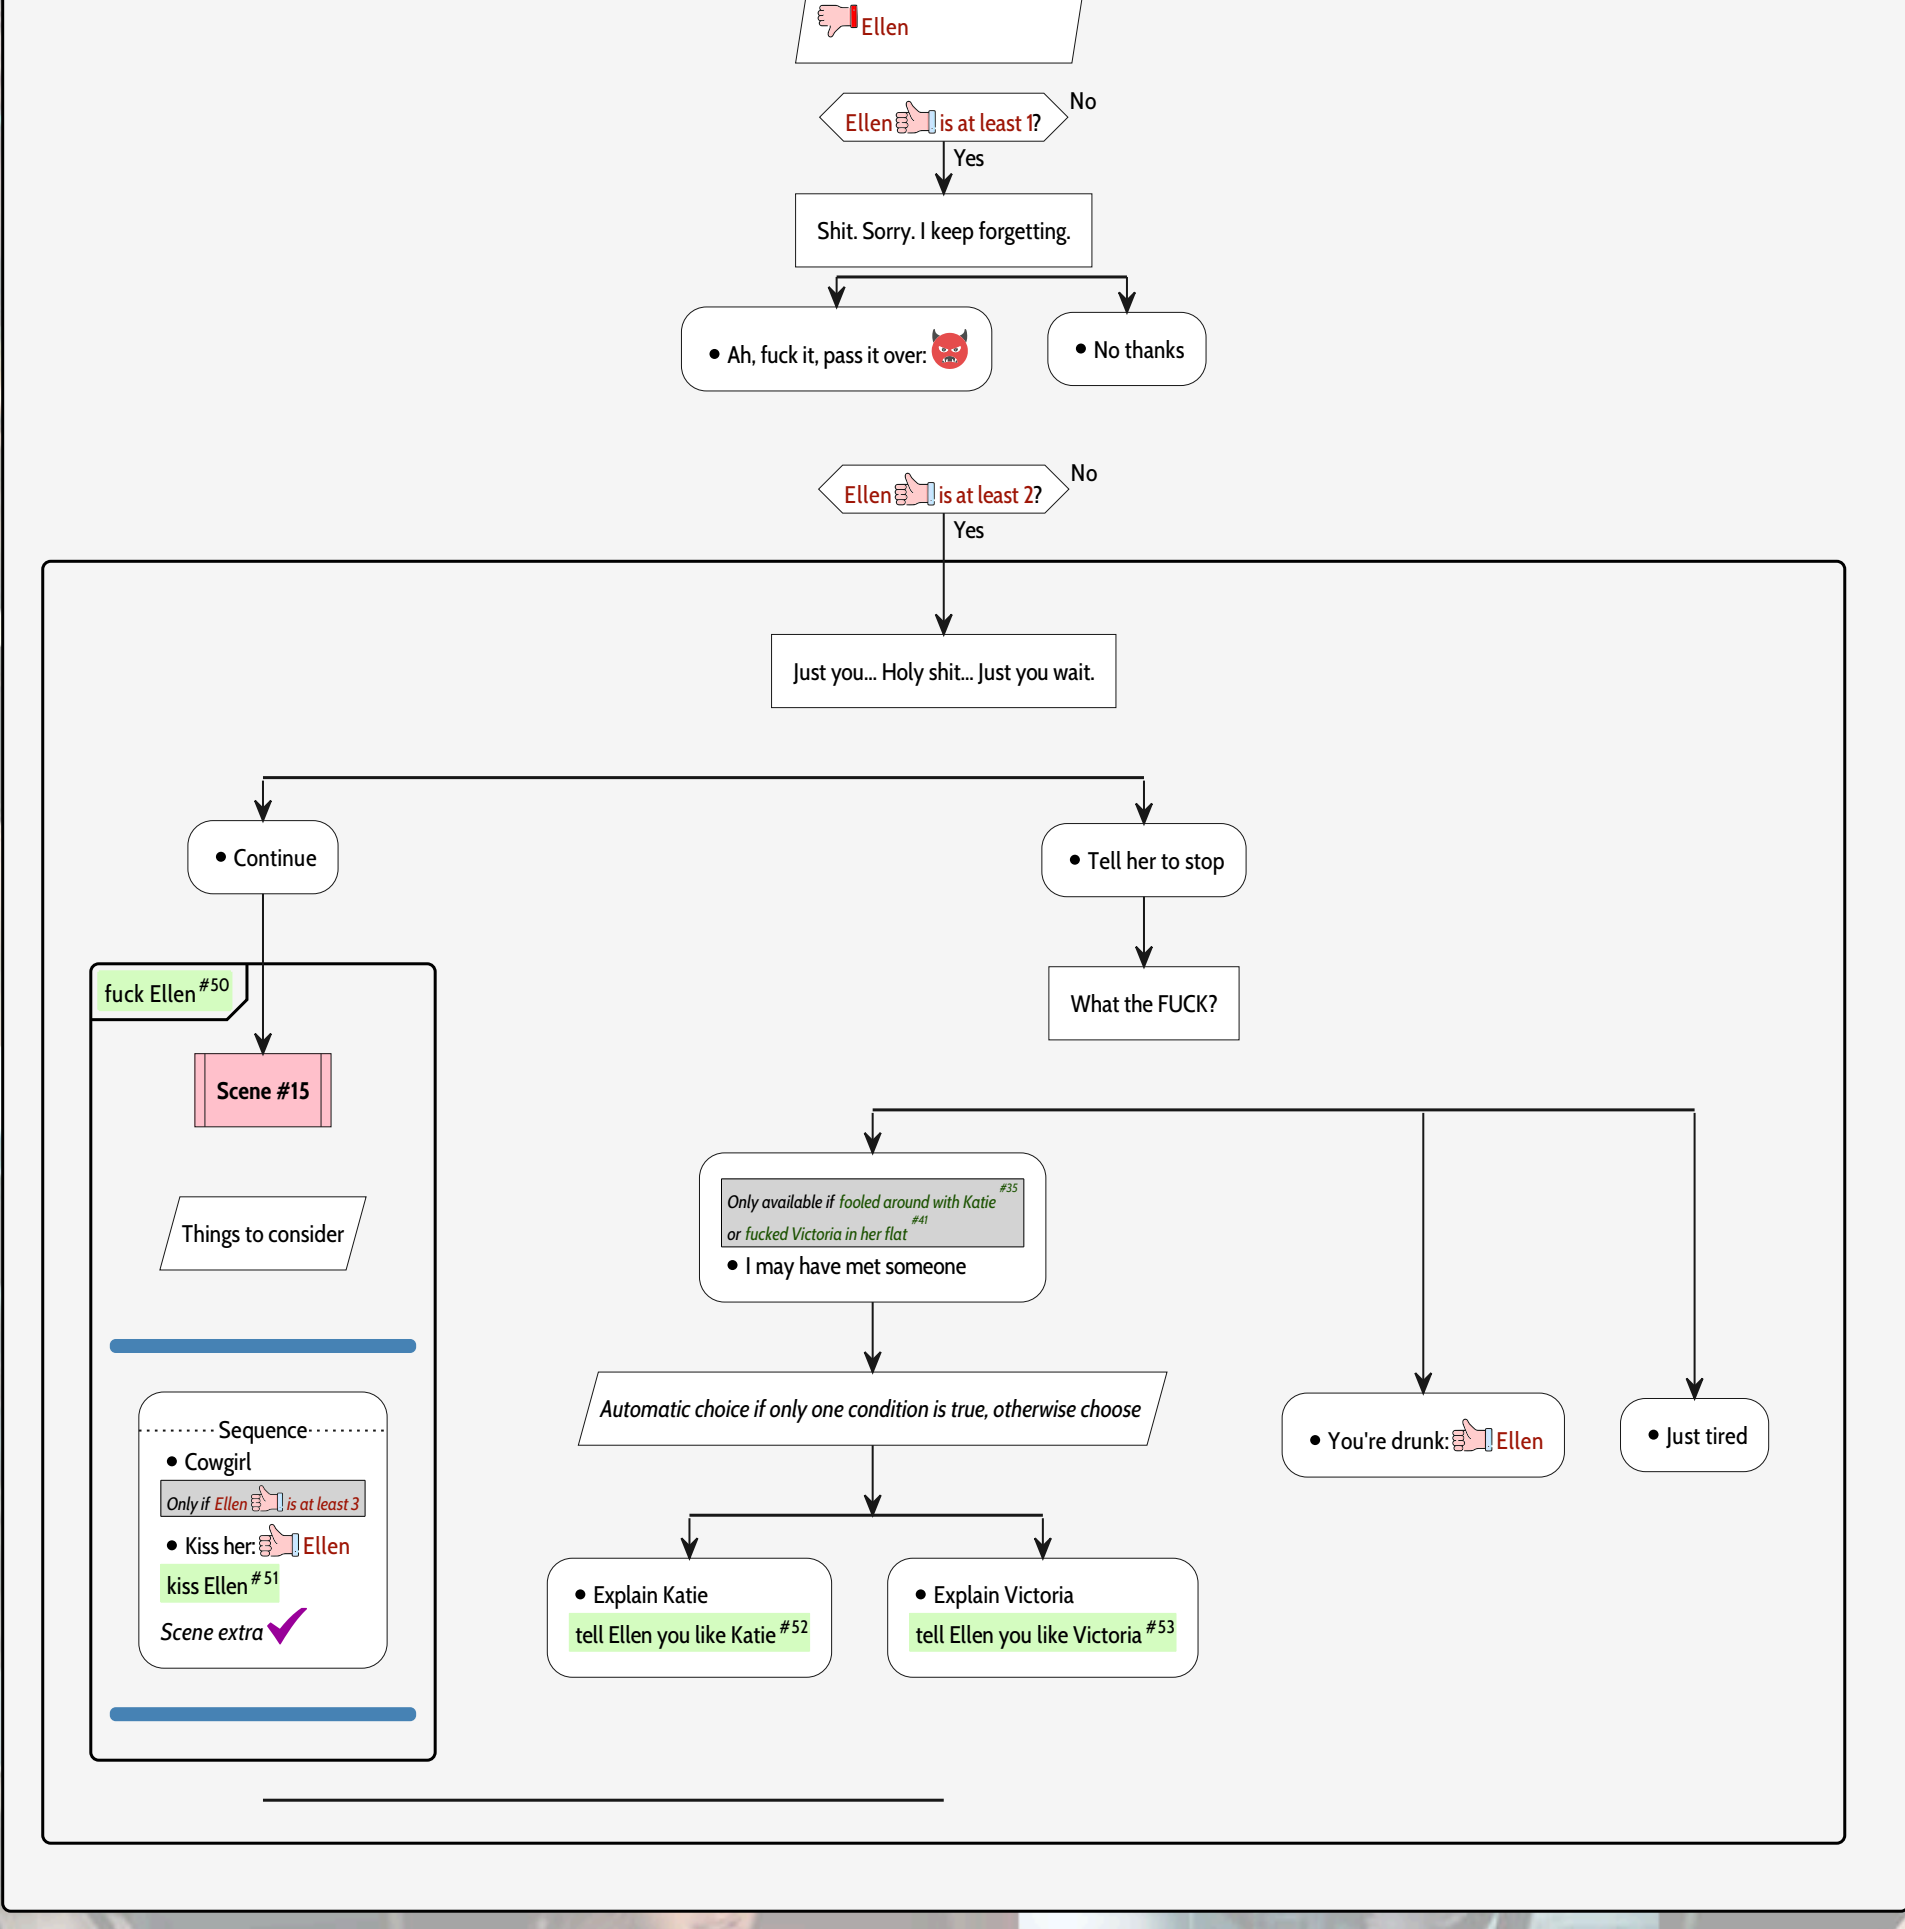 Ellen
No
Ellen is at least 1?
Yes
Shit. Sorry. I keep forgetting.
• Ah, fuck it, pass it over:
• No thanks
No
Ellen is at least 2?
Yes
Just you... Holy shit... Just you wait.
• Continue
• Tell her to stop
fuck Ellen #50
What the FUCK?
Scene #15
Things to consider
Only available if fooled around with Katie #35
or fucked Victoria in her flat #41
• I may have met someone
Automatic choice if only one condition is true, otherwise choose
• You're drunk: Ellen
• Just tired
Sequence
• Cowgirl
Only if Ellen is at least 3
• Kiss her: Ellen
kiss Ellen #51
Scene extra
• Explain Katie
tell Ellen you like Katie #52
• Explain Victoria
tell Ellen you like Victoria #53